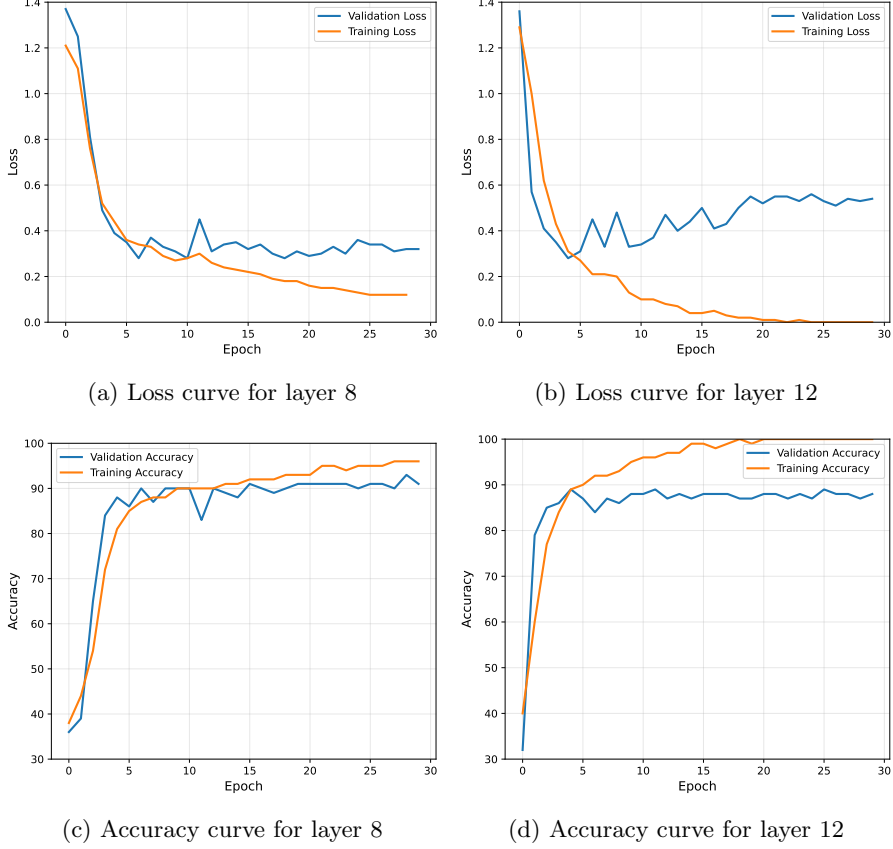 1.4
1.2
1.0
0.8
0.6
0.4
0.2
0.0
Loss
Validation Loss
Training Loss
0 5 10 15 20 25 30
Epoch
(a) Loss curve for layer 8
1.4
1.2
1.0
0.8
0.6
0.4
0.2
0.0
Loss
Validation Loss
Training Loss
0 5 10 15 20 25 30
Epoch
(b) Loss curve for layer 12
100
90
80
70
60
50
40
30
Accuracy
Validation Accuracy
Training Accuracy
0 5 10 15 20 25 30
Epoch
(c) Accuracy curve for layer 8
100
90
80
70
60
50
40
30
Accuracy
Validation Accuracy
Training Accuracy
0 5 10 15 20 25 30
Epoch
(d) Accuracy curve for layer 12